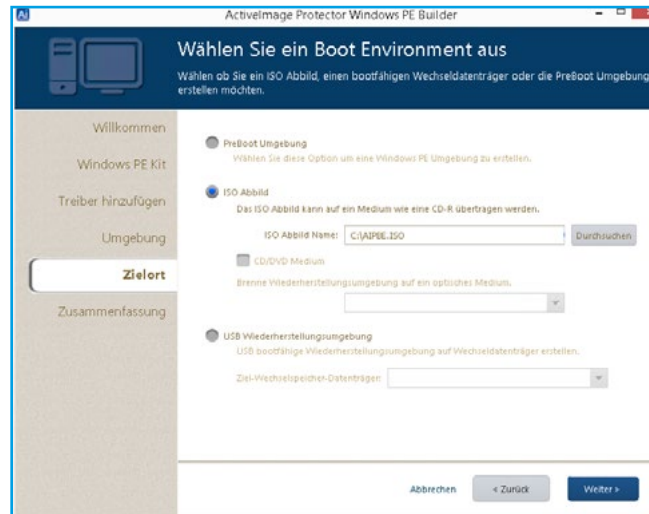 Ai
ActiveImage Protector Windows PE Builder
Wählen Sie ein Boot Environment aus
Wählen ob Sie ein ISO Abbild, einen bootfähigen Wechseldatenträger oder die PreBoot Umgebung
erstellen möchten.
Willkommen
Windows PE Kit
Treiber hinzufügen
Umgebung
Zielort
Zusammenfassung
PreBoot Umgebung
Wählen Sie diese Option um eine Windows PE Umgebung zu erstellen.
ISO Abbild
Das ISO Abbild kann auf ein Medium wie eine CD-R übertragen werden.
ISO Abbild Name: C:\AIPBE.ISO Durchsuchen
CD/DVD Medium
Brenne Wiederherstellungsumgebung auf ein optisches Medium.
USB Wiederherstellungsumgebung
USB bootfähige Wiederherstellungsumgebung auf Wechseldatenträger erstellen.
Ziel-Wechselspeicher-Datenträger:
Abbrechen < Zurück Weiter >